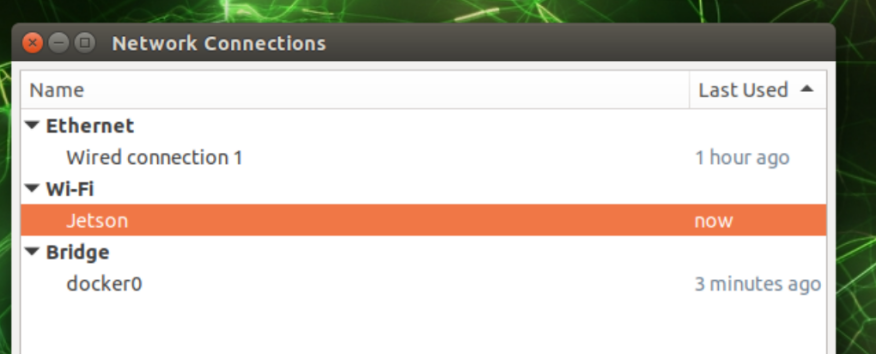 Network Connections
Name Last Used
Ethernet
Wired connection 1 1 hour ago
Wi-Fi
Jetson now
Bridge
docker0 3 minutes ago